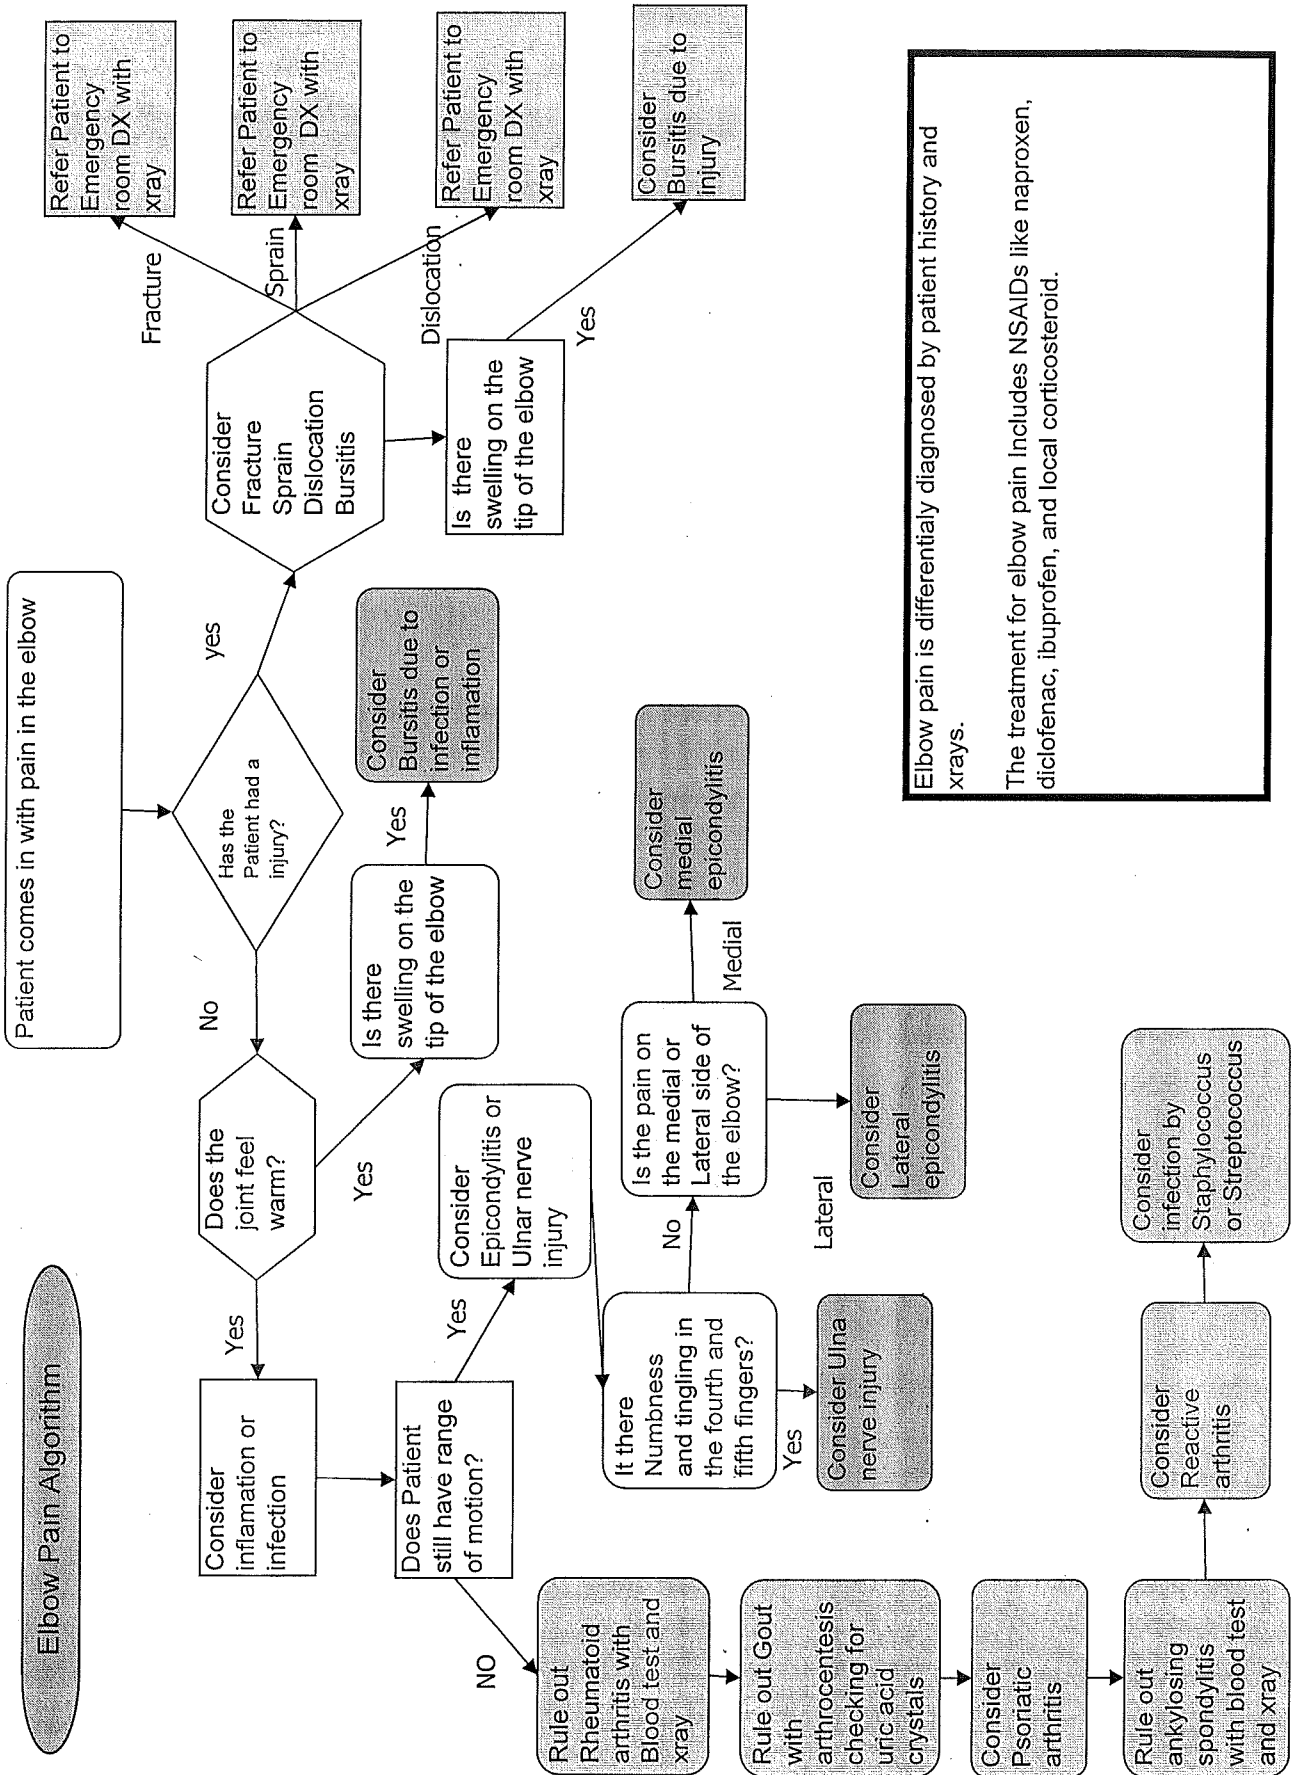 Elbow Pain Algorithm
Patient comes in with pain in the elbow
Has the
Patient had a
injury?
yes
No
Consider
Fracture
Sprain
Dislocation
Bursitis
Fracture
Refer Patient to
Emergency
room DX with
xray
Sprain
Refer Patient to
Emergency
room DX with
xray
Dislocation
Refer Patient to
Emergency
room DX with
xray
Is there
swelling on the
tip of the elbow
Yes
Consider
Bursitis due to
injury
Does the
joint feel
warm?
Yes
Is there
swelling on the
tip of the elbow
Yes
Consider
Bursitis due to
infection or
inflamation
Yes
Consider
inflamation or
infection
Does Patient
still have range
of motion?
Yes
Consider
Epicondylitis or
Ulnar nerve
injury
It there
Numbness
and tingling in
the fourth and
fifth fingers?
No
Is the pain on
the medial or
Lateral side of
the elbow?
Medial
Consider
medial
epicondylitis
Lateral
Consider
Lateral
epicondylitis
Yes
Consider Ulna
nerve injury
NO
Rule out
Rheumatoid
arthritis with
Blood test and
xray
Rule out Gout
with
arthrocentesis
checking for
uric acid
crystals
Consider
Psoriatic
arthritis
Rule out
ankylosing
spondylitis
with blood test
and xray
Consider
Reactive
arthritis
Consider
infection by
Staphylococcus
or Streptococcus
Elbow pain is differentialy diagnosed by patient history and
xrays.
The treatment for elbow pain Includes NSAIDs like naproxen,
diclofenac, ibuprofen, and local corticosteroid.